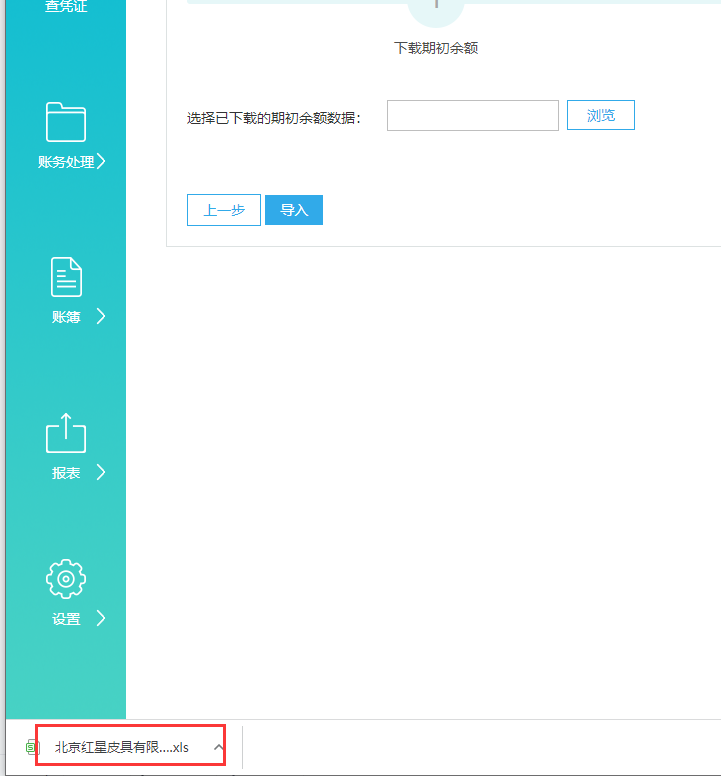 查凭证
下载期初余额
选择已下载的期初余额数据：
浏览
账务处理
上一步
导入
账簿
报表
设置
北京红星皮具有限....xls